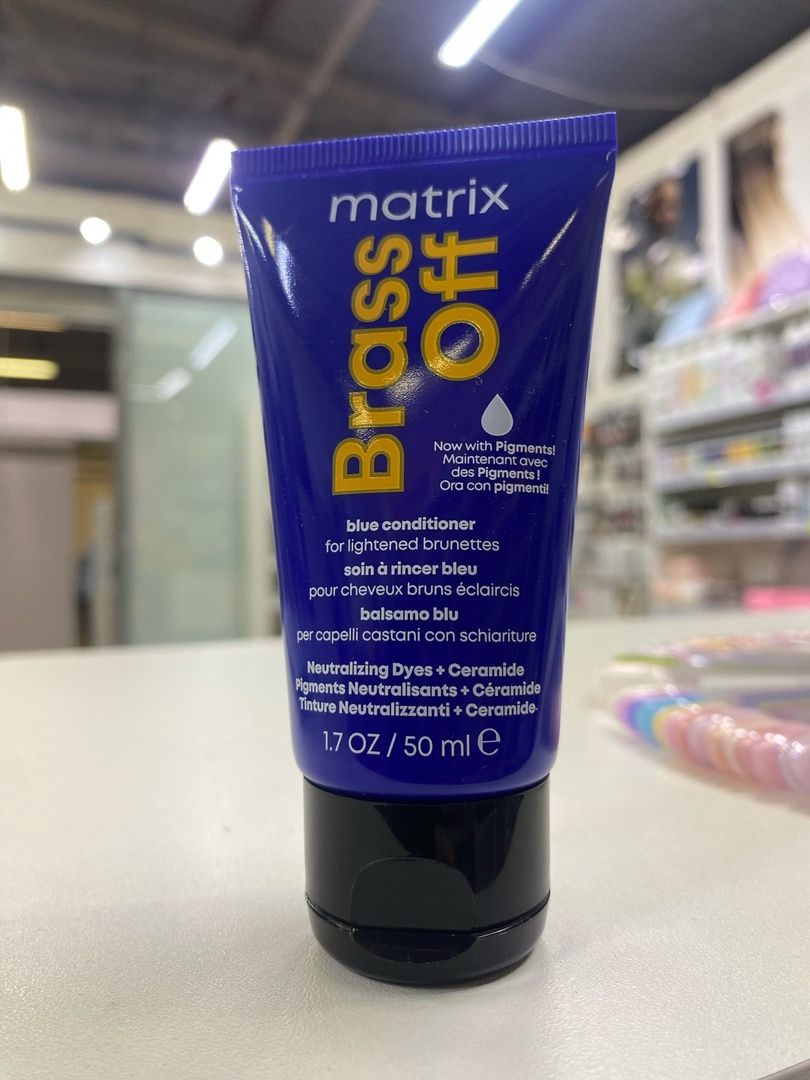 matrix
Brass
Off
Now with Pigments!
Maintenant avec
des Pigments !
Ora con pigmenti!
blue conditioner
for lightened brunettes
soin à rincer bleu
pour cheveux bruns éclaircis
balsamo blu
per capelli castani con schiariture
Neutralizing Dyes + Ceramide
Pigments Neutralisants + Céramide
Tinture Neutralizzanti + Ceramide
1.7 OZ / 50 ml ℮